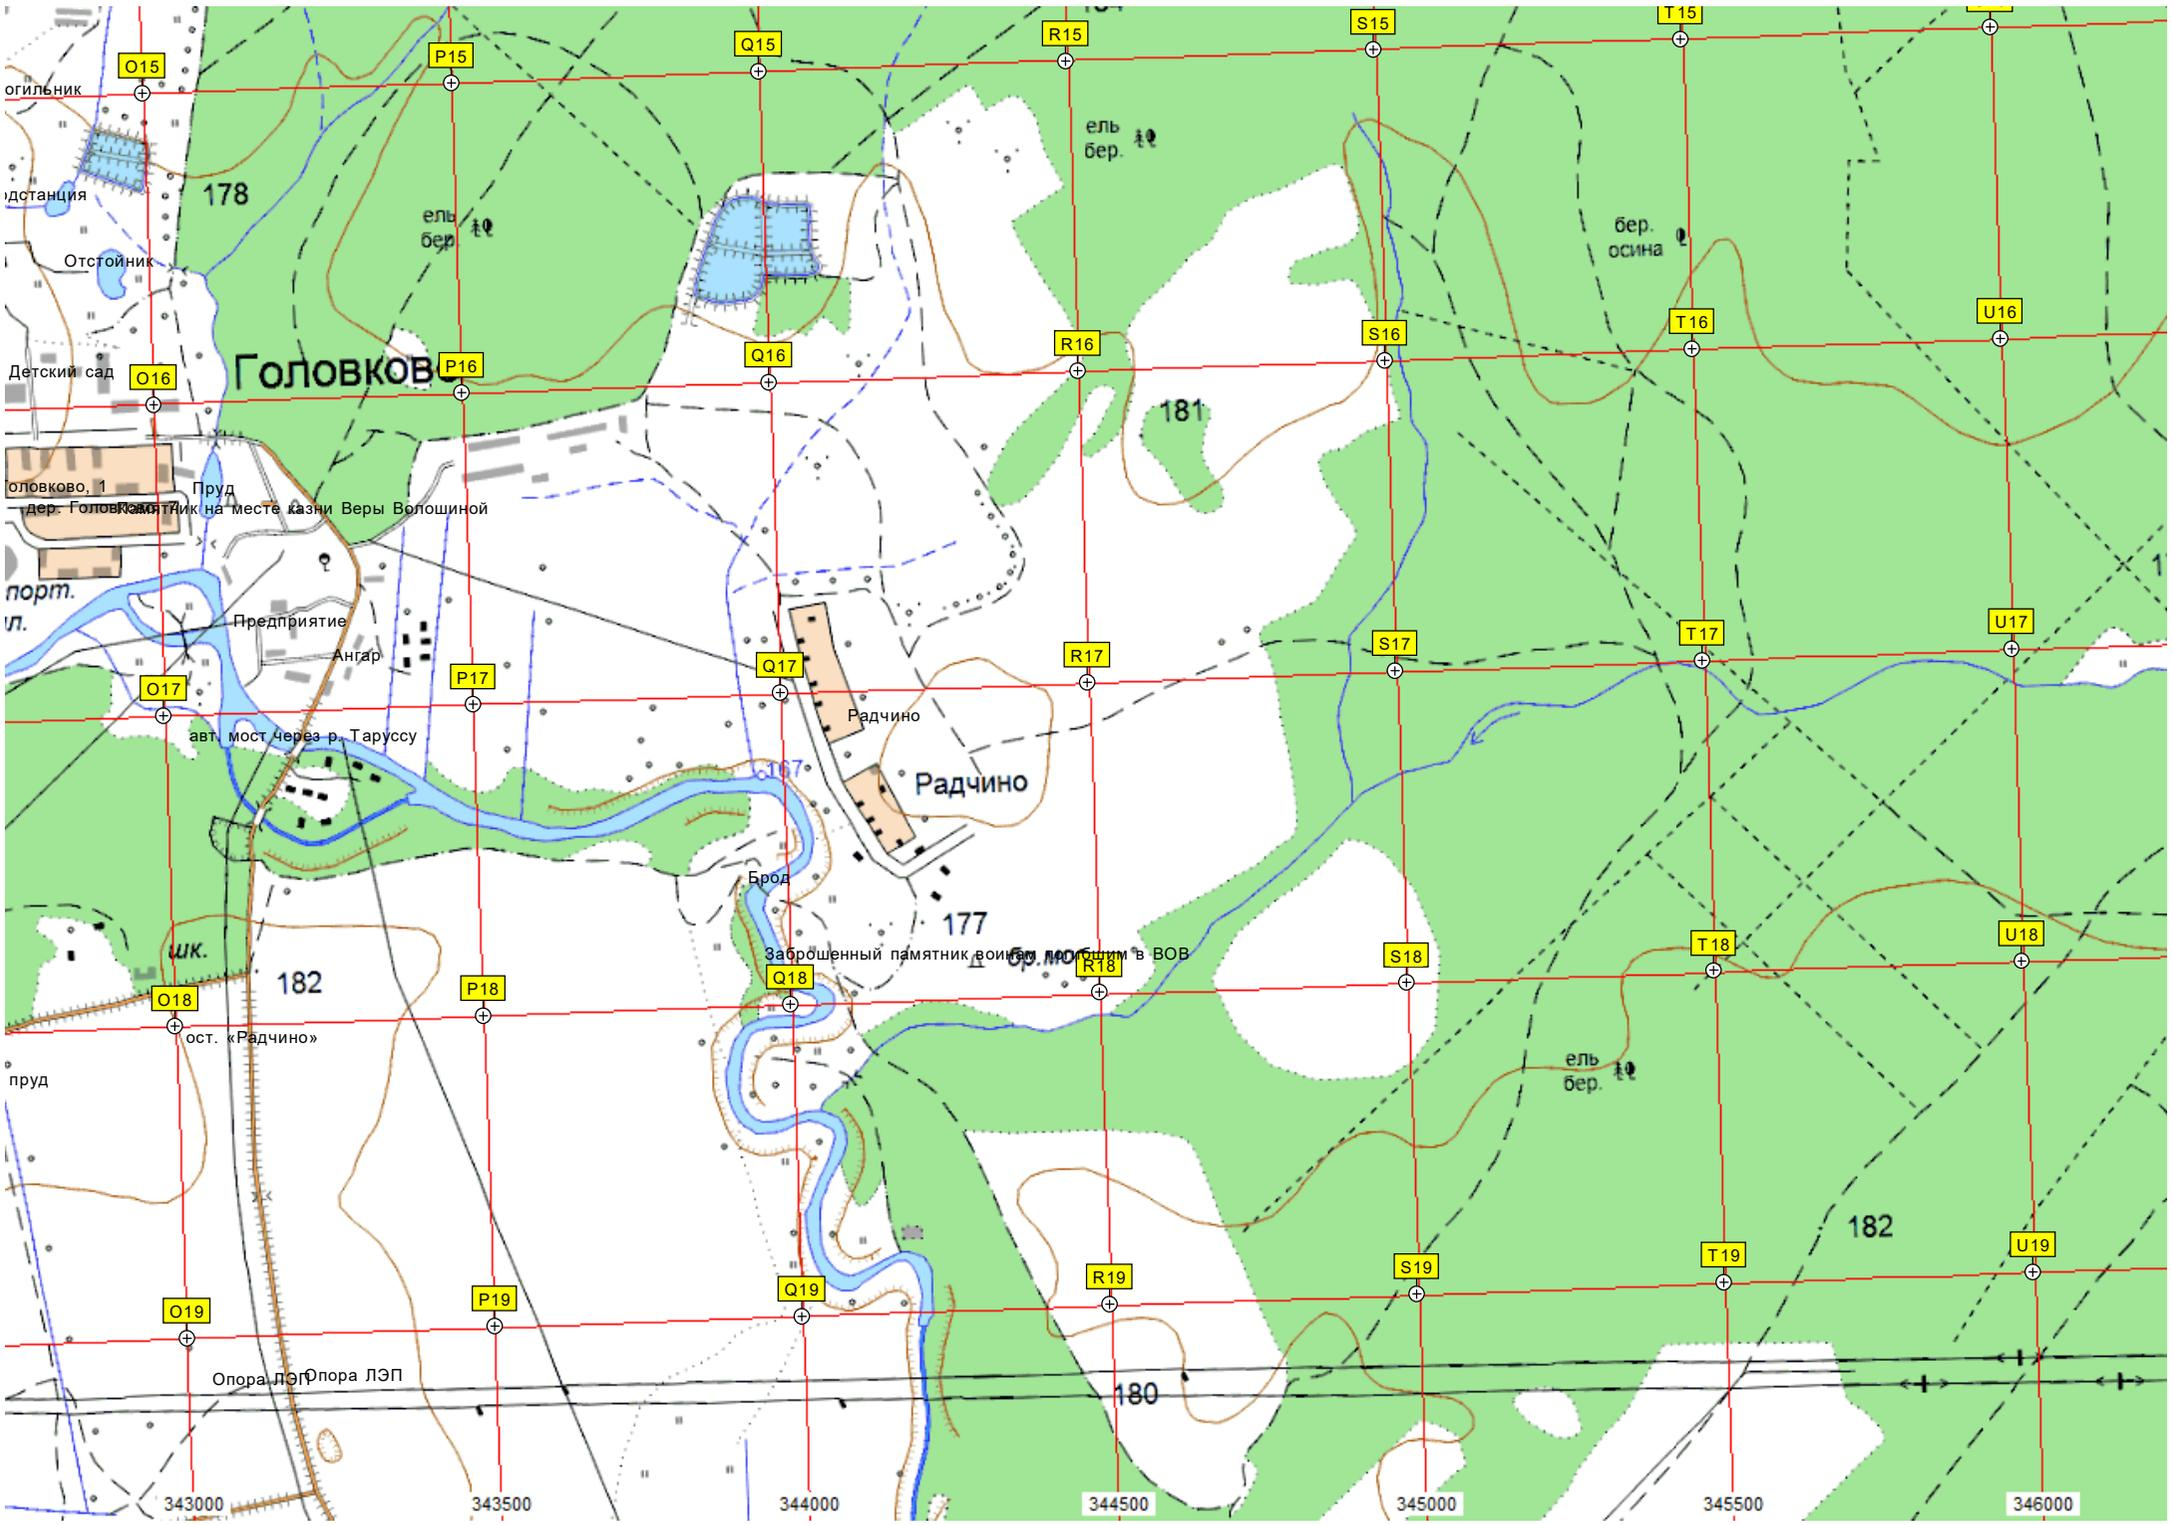 O15
P15
Q15
R15
S15
T15
огильник
178
ель
бер.
ель
бер.
бер.
осина
одстанция
Отстойник
O16
P16
Q16
R16
S16
T16
U16
Детский сад
Головково
181
Пруд
Головково, 1
Памятник на месте казни Веры Волошиной
порт.
Предприятие
Ангар
O17
P17
Q17
R17
S17
T17
U17
Радчино
авт. мост через р. Таруссу
167
Радчино
Брод
177
шк.
182
Заброшенный памятник воинам погибшим в ВОВ
O18
P18
Q18
R18
S18
T18
U18
ост. «Радчино»
пруд
ель
бер.
182
O19
P19
Q19
R19
S19
T19
U19
Опора ЛЭП
Опора ЛЭП
180
343000
343500
344000
344500
345000
345500
346000